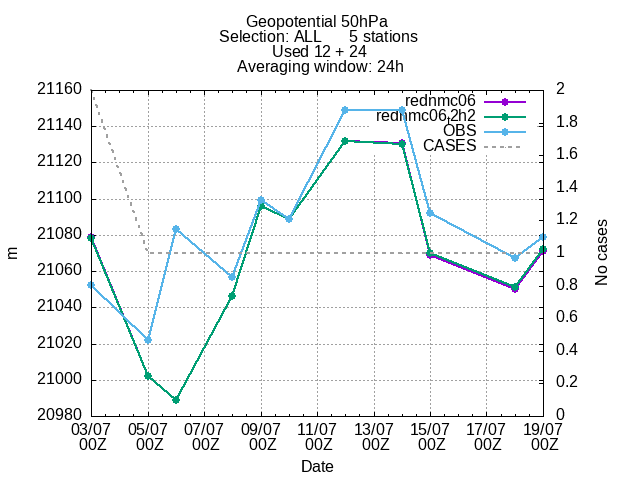 Geopotential 50hPa
Selection: ALL 5 stations
Used 12 + 24
Averaging window: 24h
rednmc06
rednmc06,2h2
OBS
CASES
21160
21140
21120
21100
21080
21060
21040
21020
21000
20980
m
2
1.8
1.6
1.4
1.2
1
0.8
0.6
0.4
0.2
0
No cases
03/07 05/07 07/07 09/07 11/07 13/07 15/07 17/07 19/07
00Z 00Z 00Z 00Z 00Z 00Z 00Z 00Z 00Z
Date